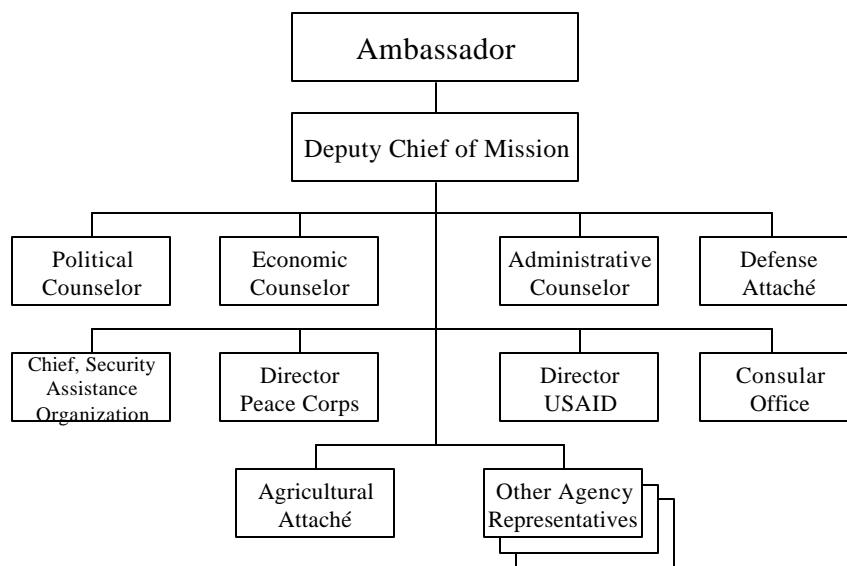 Ambassador
Deputy Chief of Mission
Political
Counselor
Economic
Counselor
Administrative
Counselor
Defense
Attaché
Chief, Security
Assistance
Organization
Director
Peace Corps
Director
USAID
Consular
Office
Agricultural
Attaché
Other Agency
Representatives